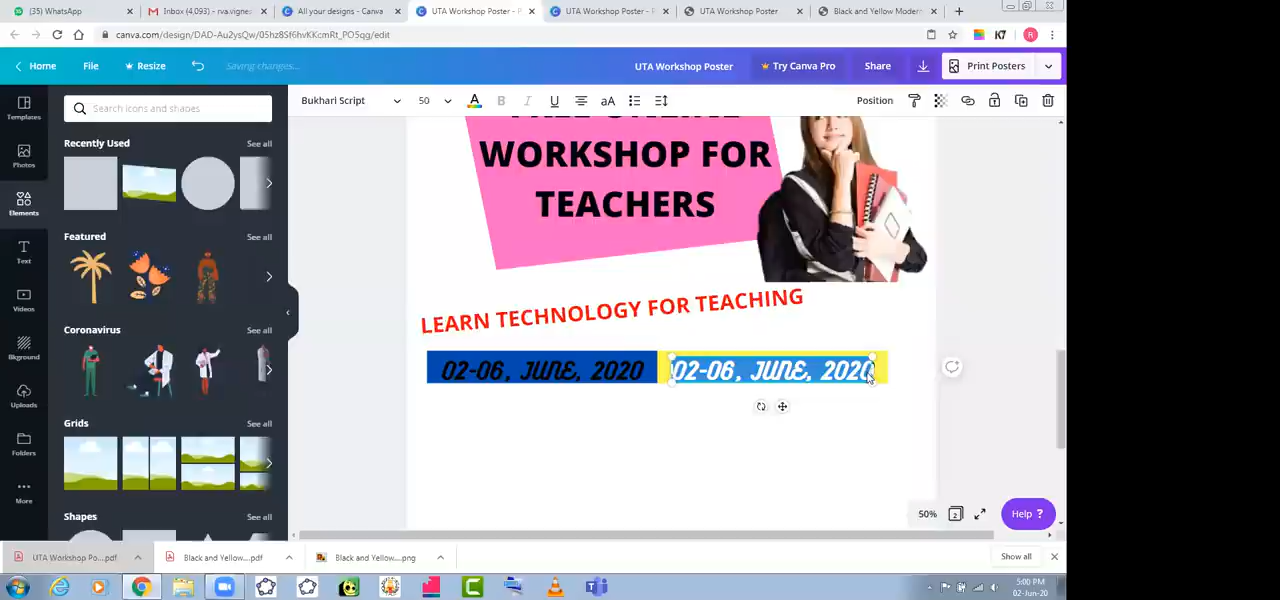 (35) WhatsApp
Inbox (4,093) - rva.vignes
All your designs - Canva
UTA Workshop Poster - P
UTA Workshop Poster - P
UTA Workshop Poster
Black and Yellow Modern
canva.com/design/DAD-Au2ysQw/05hz8Sf6hvKKcmRt_PO5qg/edit
K7
R
Home
File
Resize
Saving changes...
UTA Workshop Poster
Try Canva Pro
Share
Print Posters
Templates
Photos
Elements
Text
Videos
Bkground
Uploads
Folders
More
Search icons and shapes
Recently Used
See all
Featured
See all
Coronavirus
See all
Grids
See all
Shapes
See all
Bukhari Script
50
A
B
I
U
aA
Position
FREE ONLINE
WORKSHOP FOR
TEACHERS
LEARN TECHNOLOGY FOR TEACHING
02-06, JUNE, 2020
02-06, JUNE, 2020
50%
2
Help ?
UTA Workshop Po....pdf
Black and Yellow....pdf
Black and Yellow....png
Show all
5:00 PM
02-Jun-20